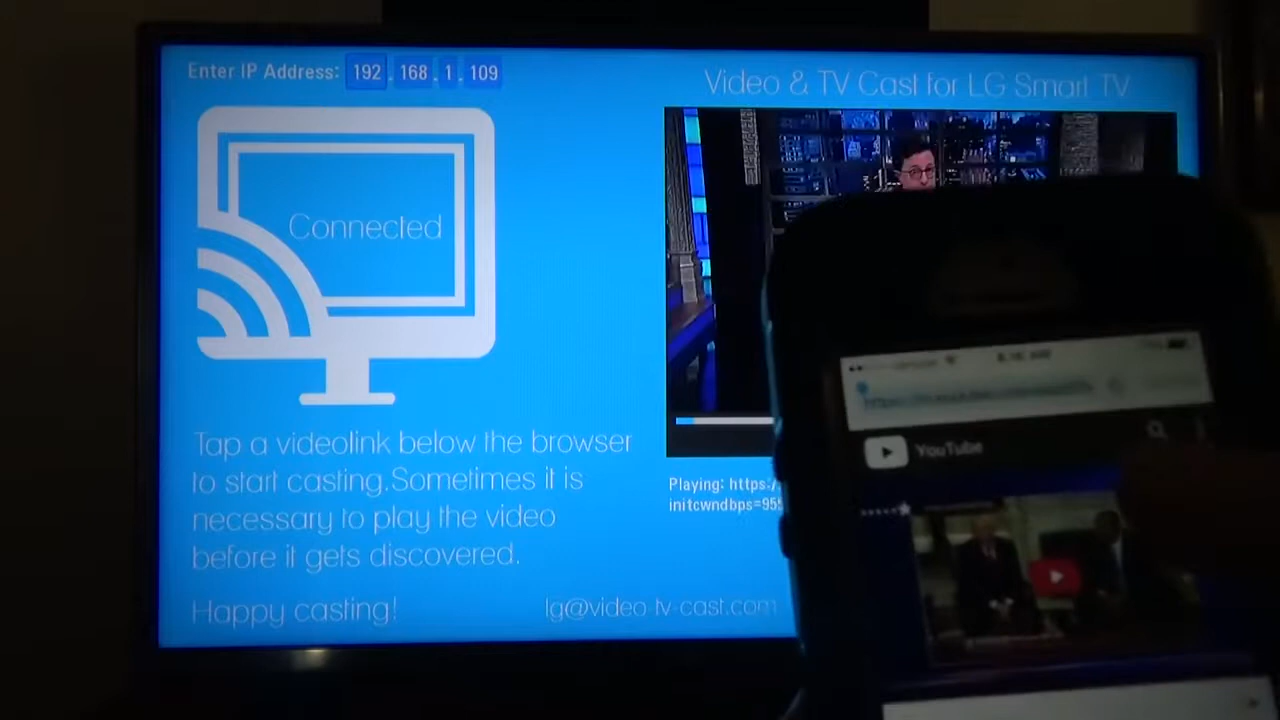 Enter IP Address: 192 . 168 . 1 . 109
Video & TV Cast for LG Smart TV
Connected
Tap a videolink below the browser
to start casting.Sometimes it is
necessary to play the video
before it gets discovered.
Happy casting!
lg@video-tv-cast.com
Playing: https:/
initcwndbps=95
YouTube